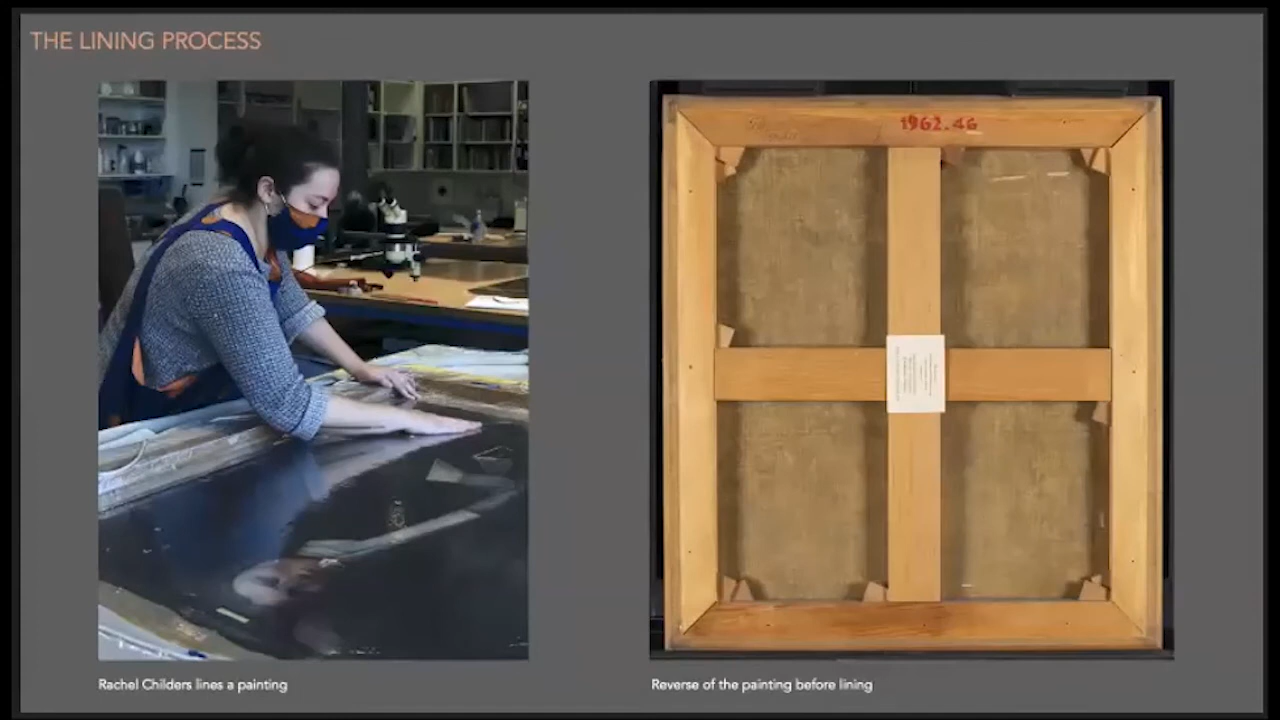 THE LINING PROCESS
1962.46
Rachel Childers lines a painting
Reverse of the painting before lining